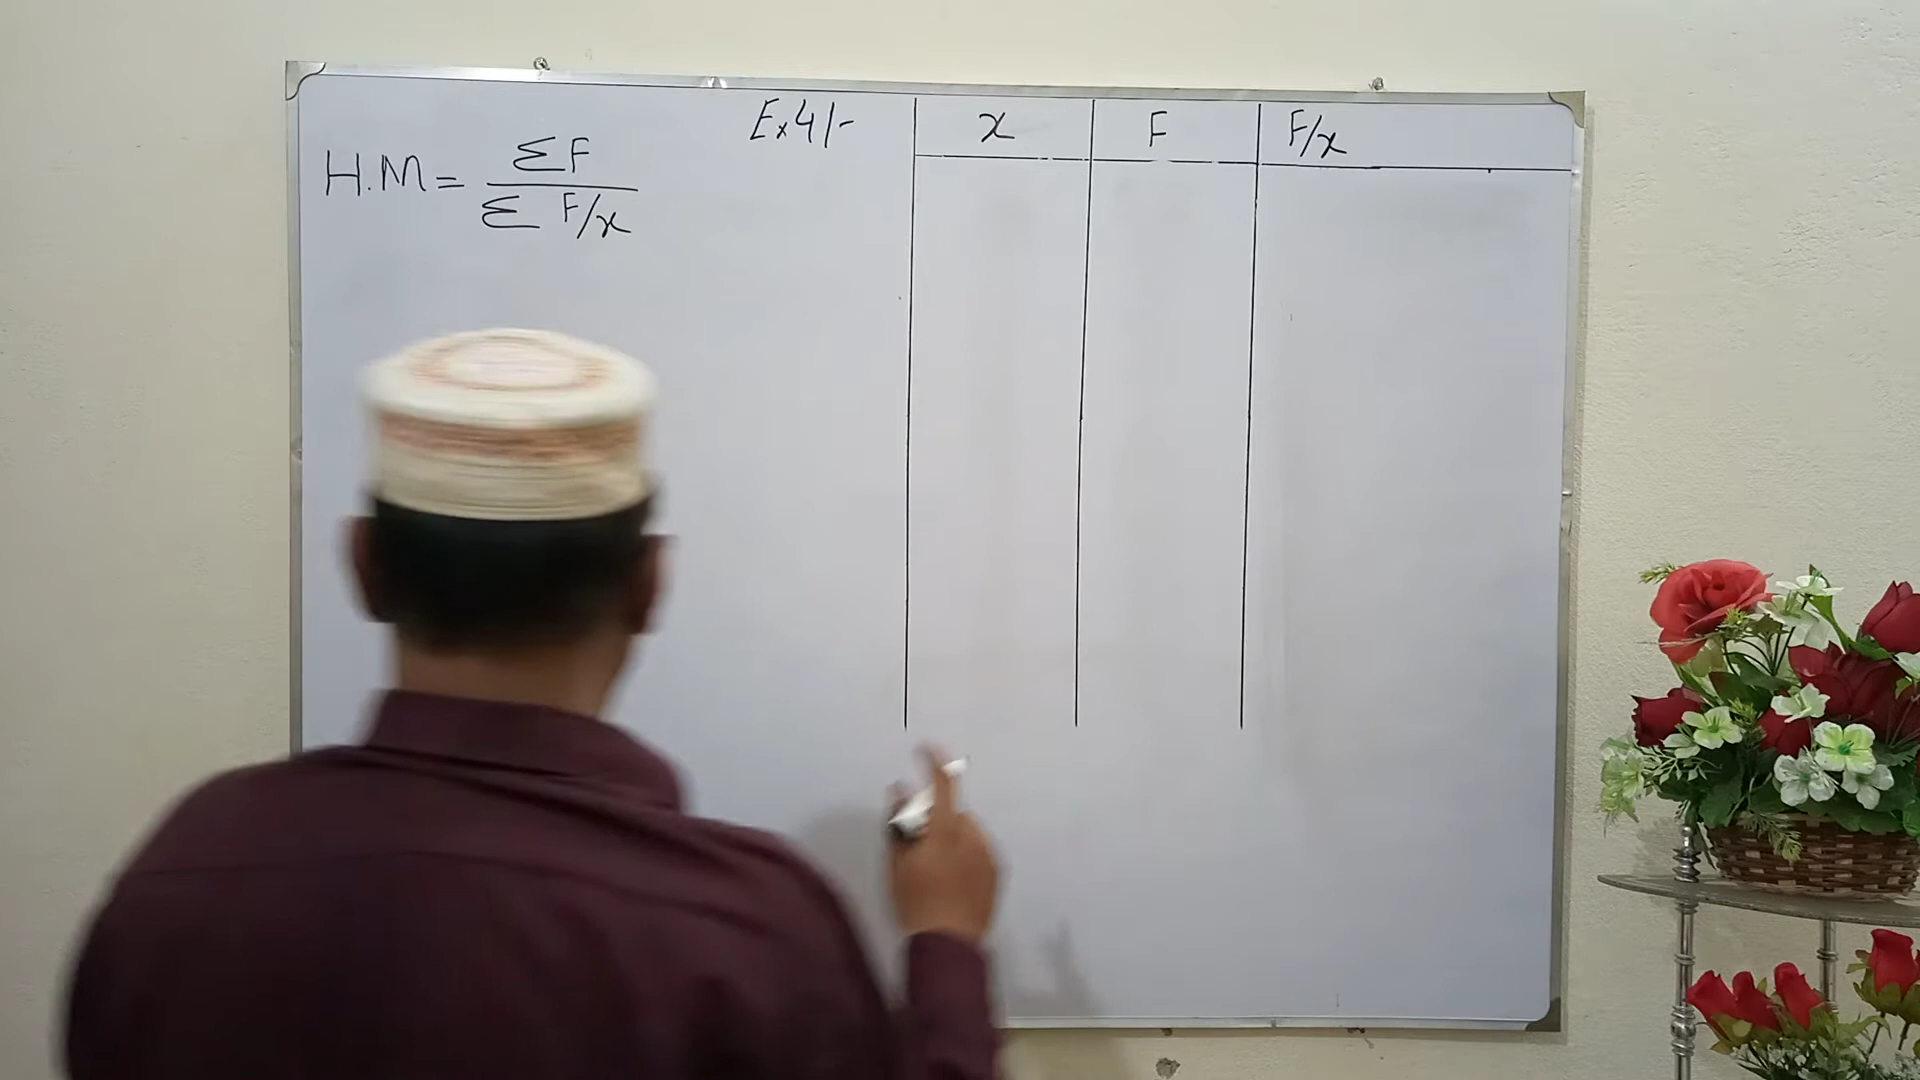 H.M = ΣF / Σ F/x
Ex4/-
x F F/x